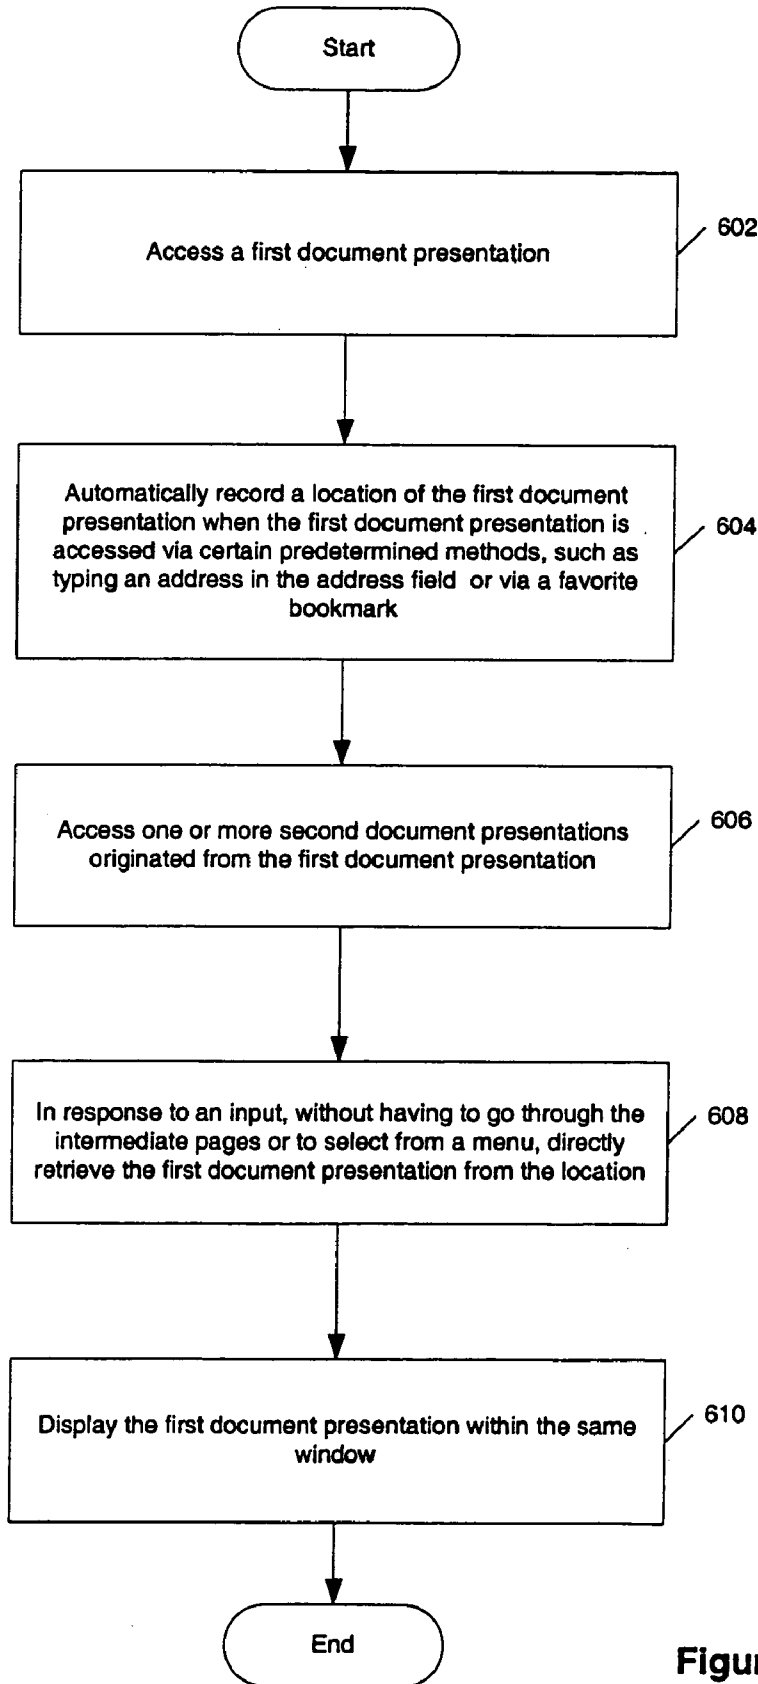 Start
Access a first document presentation
602
Automatically record a location of the first document
presentation when the first document presentation is
accessed via certain predetermined methods, such as
typing an address in the address field or via a favorite
bookmark
604
Access one or more second document presentations
originated from the first document presentation
606
In response to an input, without having to go through the
intermediate pages or to select from a menu, directly
retrieve the first document presentation from the location
608
Display the first document presentation within the same
window
610
End
Figur